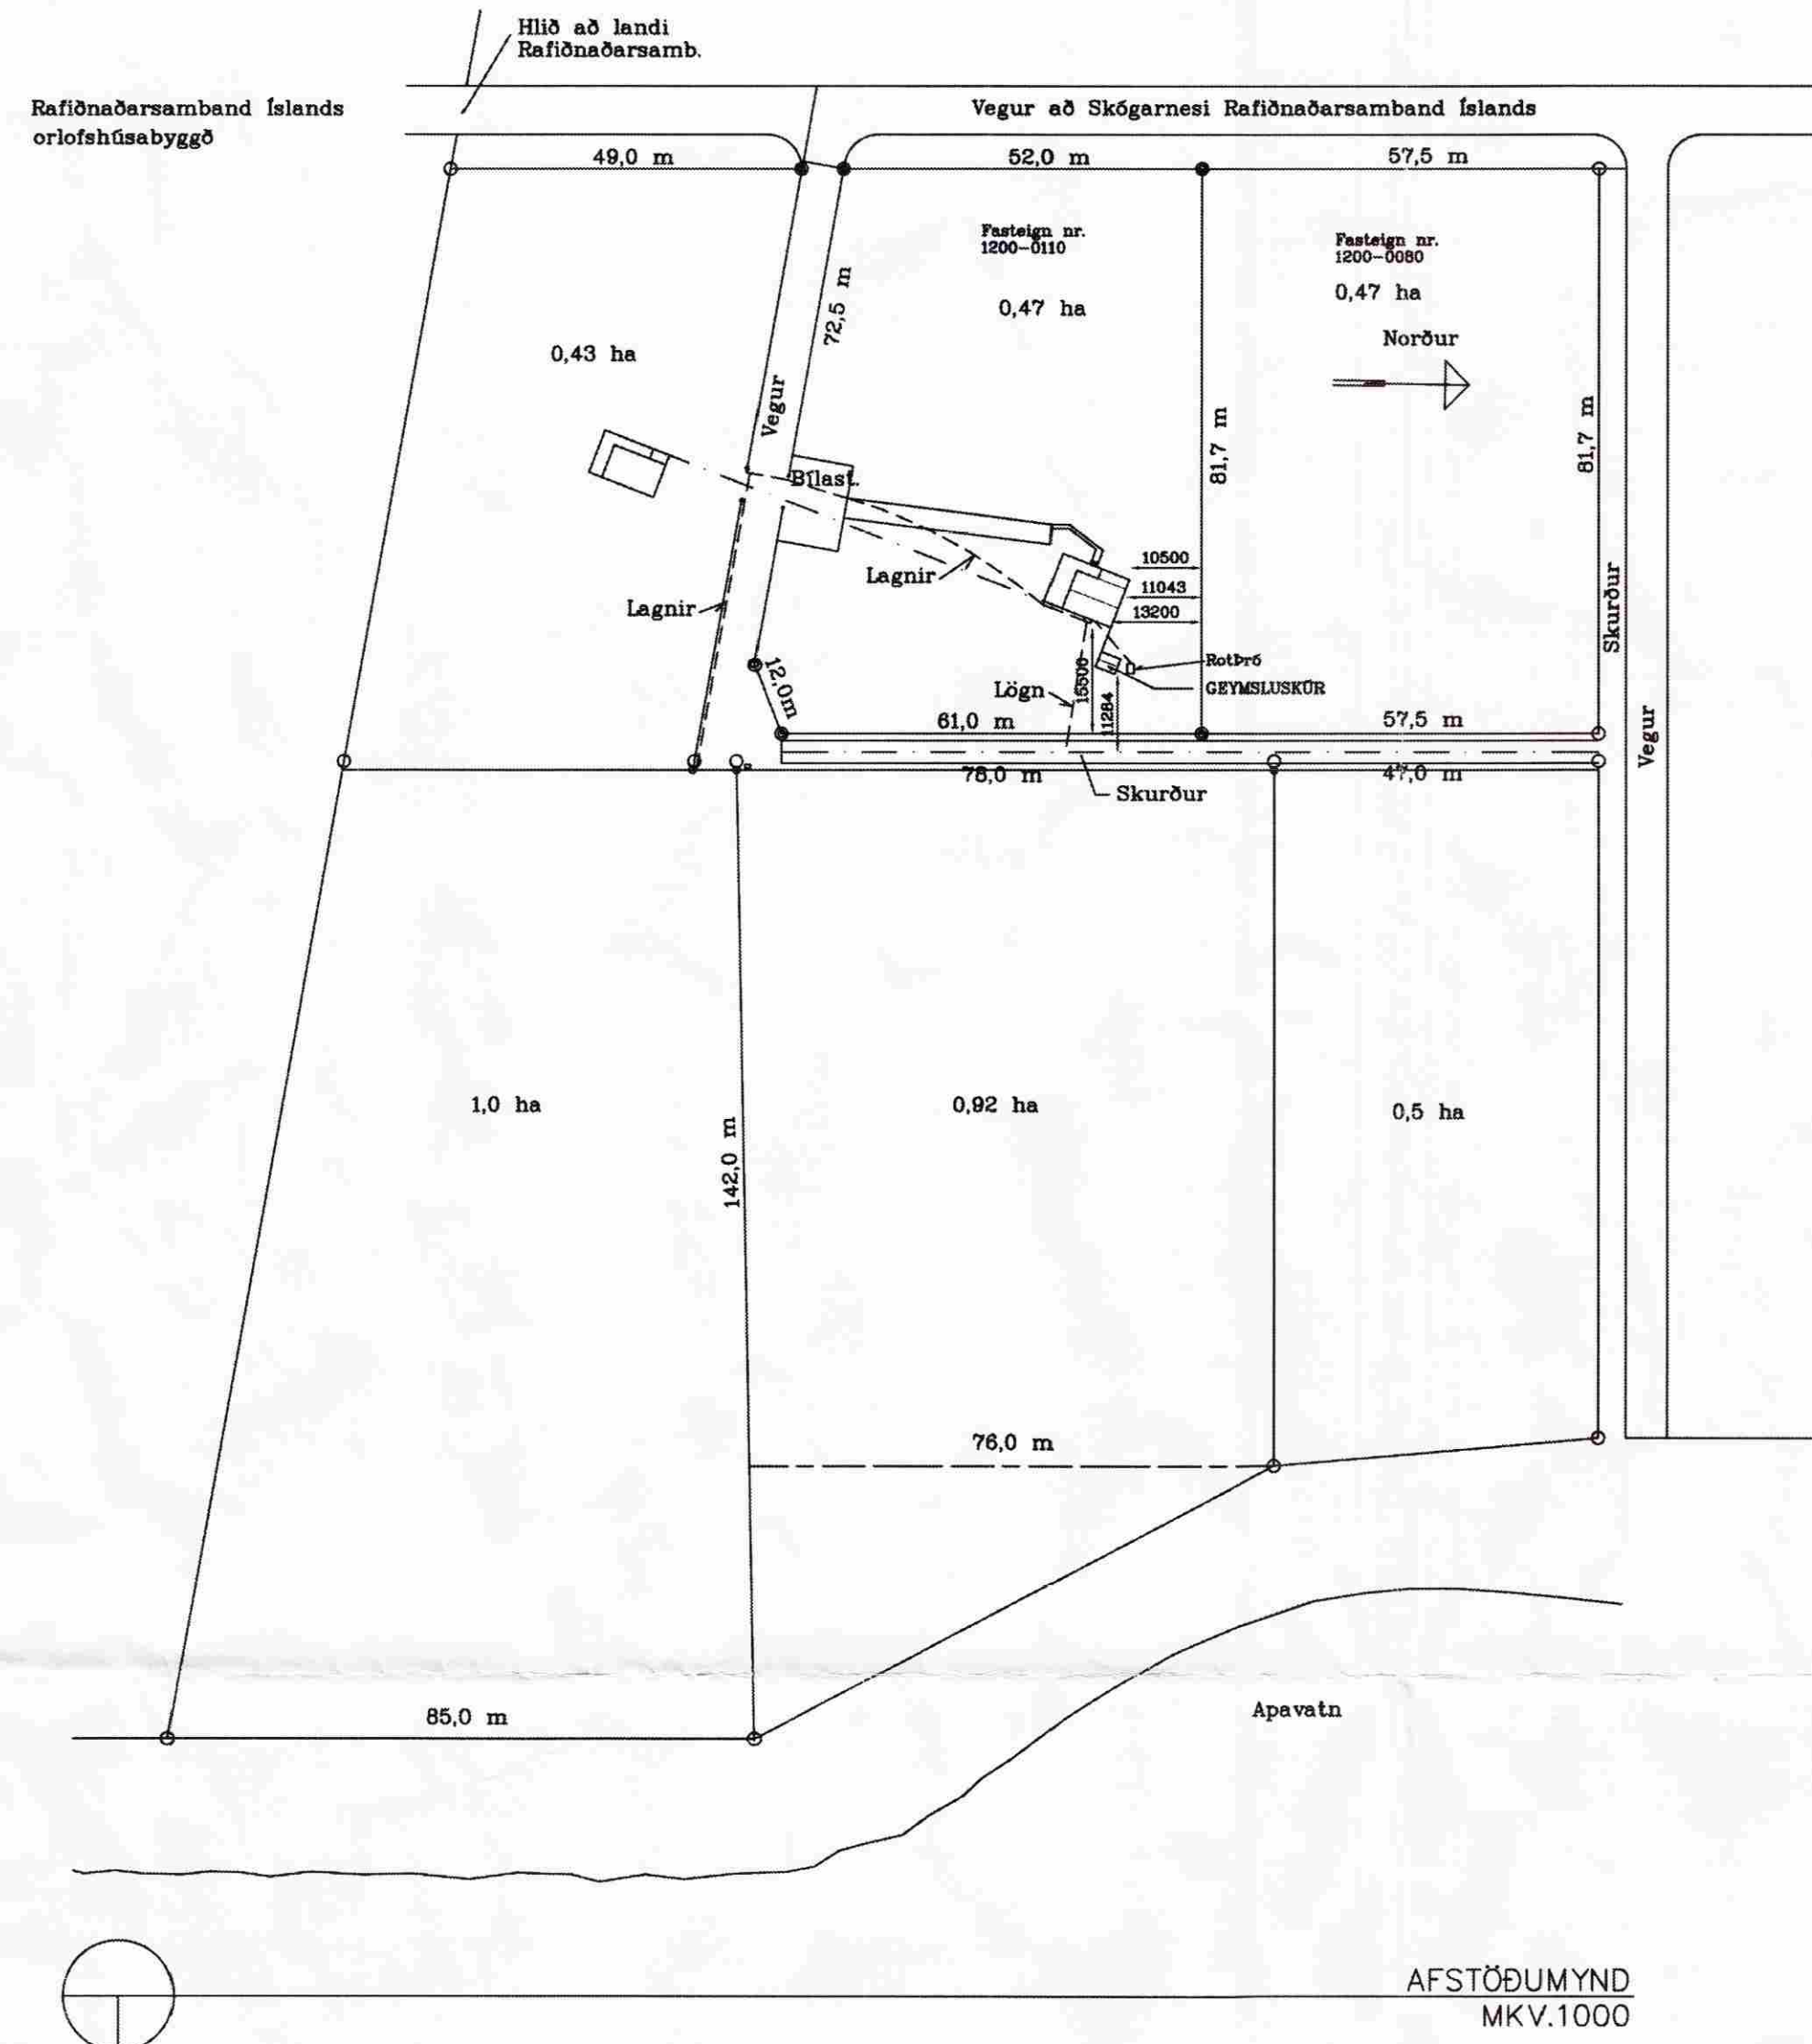 Hlið að landi
Rafiðnaðarsamb.
Rafiðnaðarsamband Íslands
orlofshúsabyggð
Vegur að Skógarnesi Rafiðnaðarsamband Íslands
49,0 m
52,0 m
57,5 m
Fasteign nr.
1200-0110
0,47 ha
Fasteign nr.
1200-0080
0,47 ha
Norður
72,5 m
0,43 ha
Vegur
81,7 m
81,7 m
Bílast.
Lagnir
Lagnir
10500
11043
13200
Skurður
12,0m
Rotþró
GEYMSLUSKÚR
Lögn
15500
11284
61,0 m
57,5 m
Vegur
78,0 m
47,0 m
Skurður
1,0 ha
0,92 ha
0,5 ha
142,0 m
76,0 m
85,0 m
Apavatn
AFSTÖÐUMYND
MKV.1000